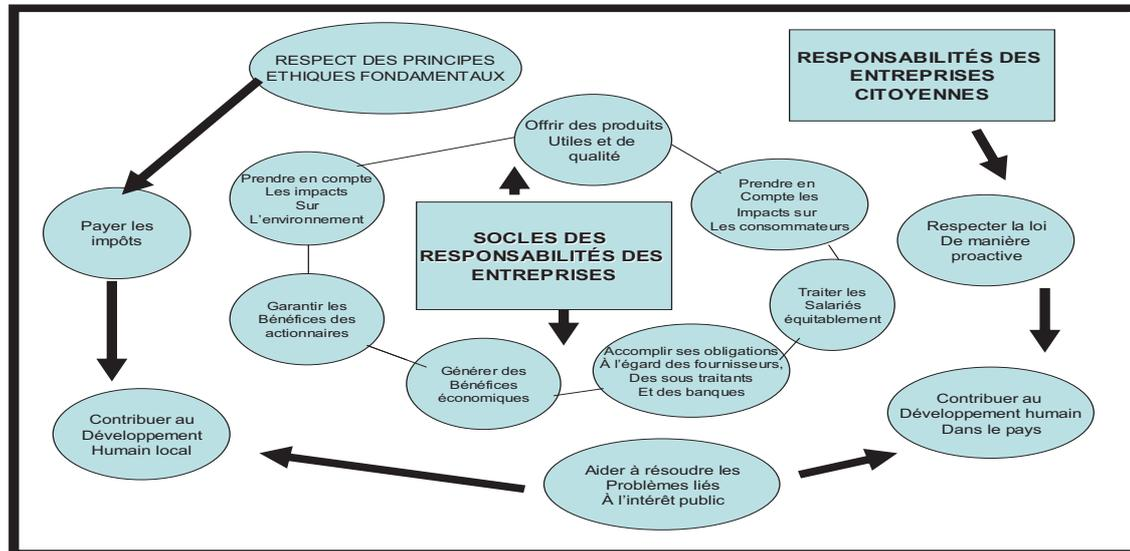 RESPECT DES PRINCIPES
ETHIQUES FONDAMENTAUX
RESPONSABILITÉS DES
ENTREPRISES
CITOYENNES
Offrir des produits
Utiles et de
qualité
Prendre en compte
Les impacts
Sur
L'environnement
Prendre en
Compte les
Impacts sur
Les consommateurs
Payer les
impôts
SOCLES DES
RESPONSABILITÉS DES
ENTREPRISES
Respecter la loi
De manière
proactive
Garantir les
Bénéfices des
actionnaires
Traiter les
Salariés
équitablement
Générer des
Bénéfices
économiques
Accomplir ses obligations
À l'égard des fournisseurs,
Des sous traitants
Et des banques
Contribuer au
Développement
Humain local
Contribuer au
Développement humain
Dans le pays
Aider à résoudre les
Problèmes liés
À l'intérêt public